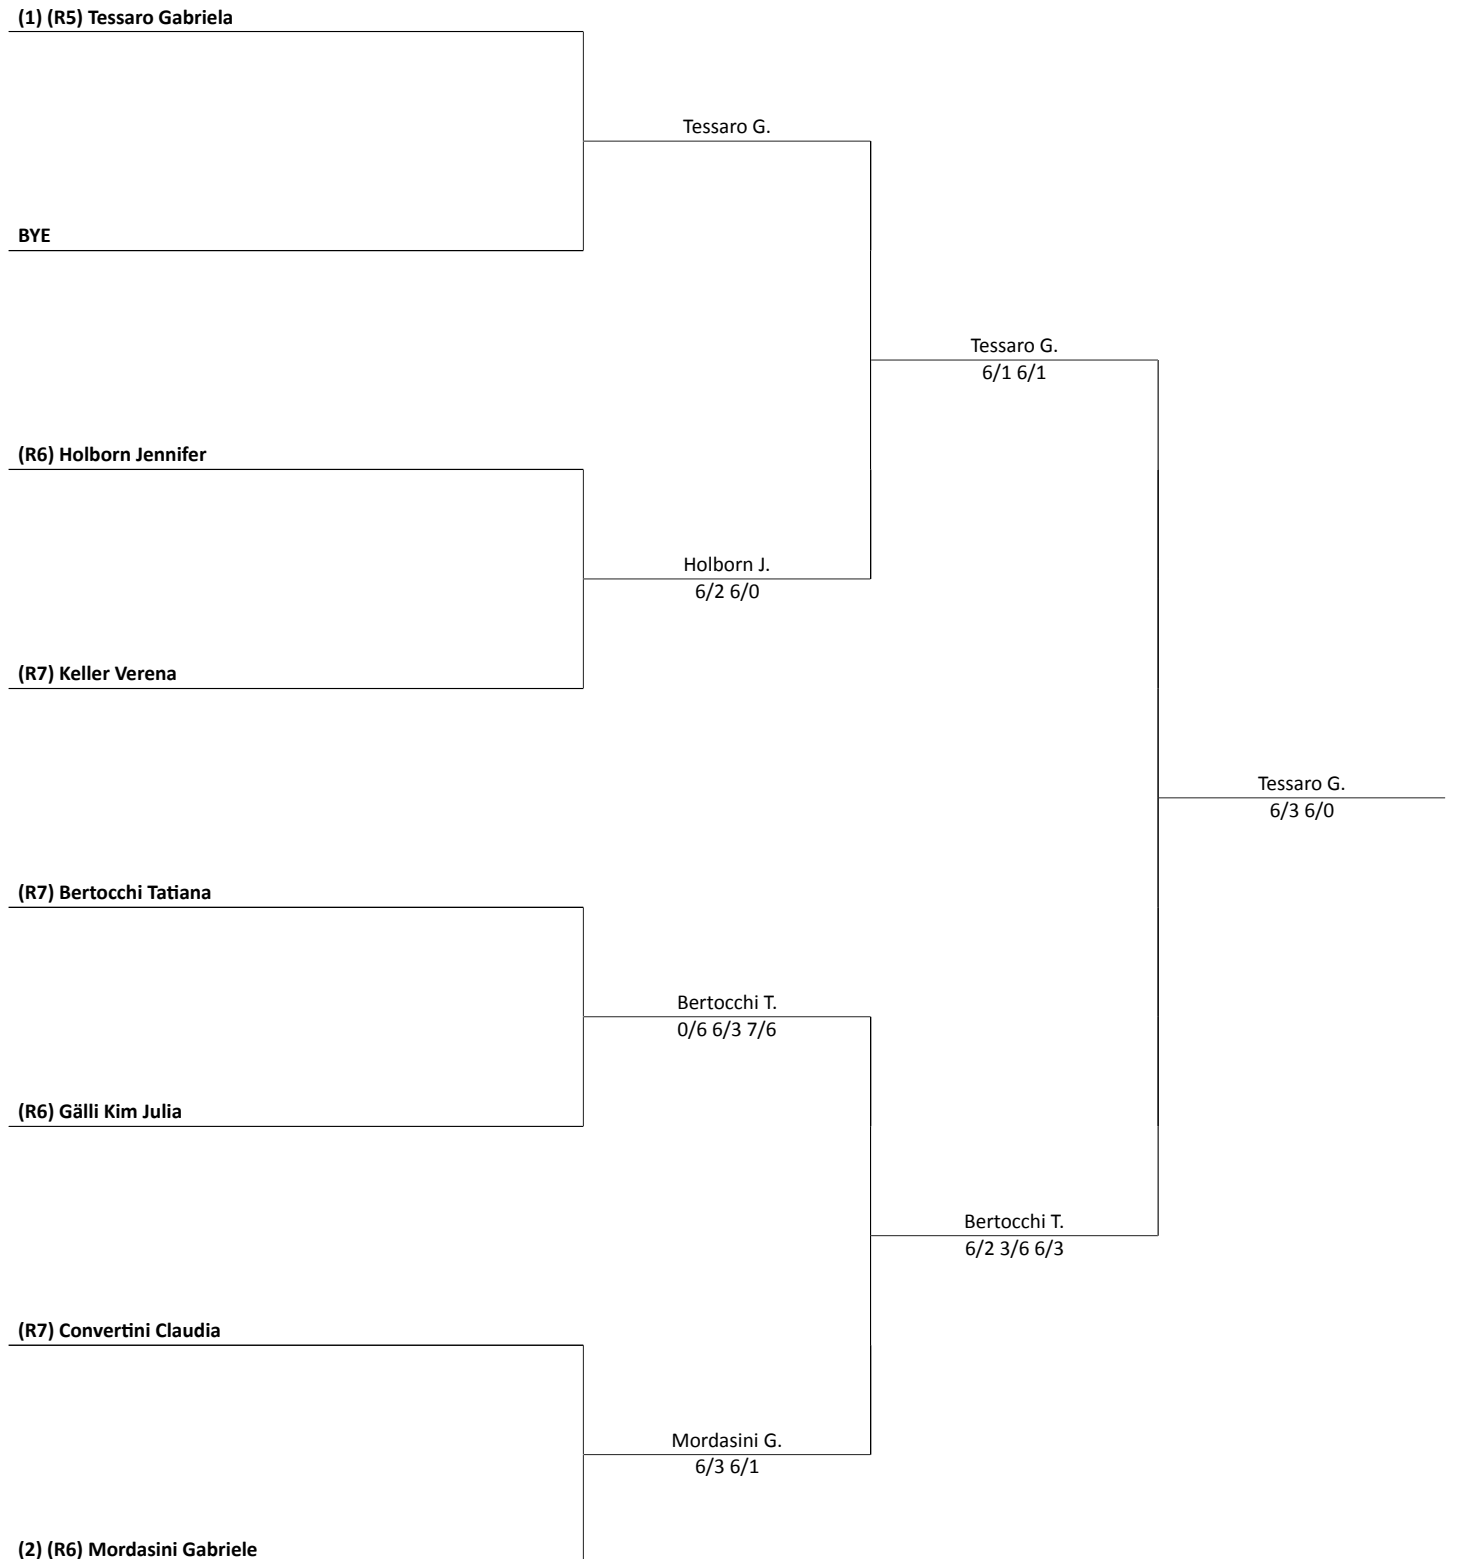 (1) (R5) Tessaro Gabriela
Tessaro G.
BYE
Tessaro G.
6/1 6/1
(R6) Holborn Jennifer
Holborn J.
6/2 6/0
(R7) Keller Verena
Tessaro G.
6/3 6/0
(R7) Bertocchi Tatiana
Bertocchi T.
0/6 6/3 7/6
(R6) Gälli Kim Julia
Bertocchi T.
6/2 3/6 6/3
(R7) Convertini Claudia
Mordasini G.
6/3 6/1
(2) (R6) Mordasini Gabriele